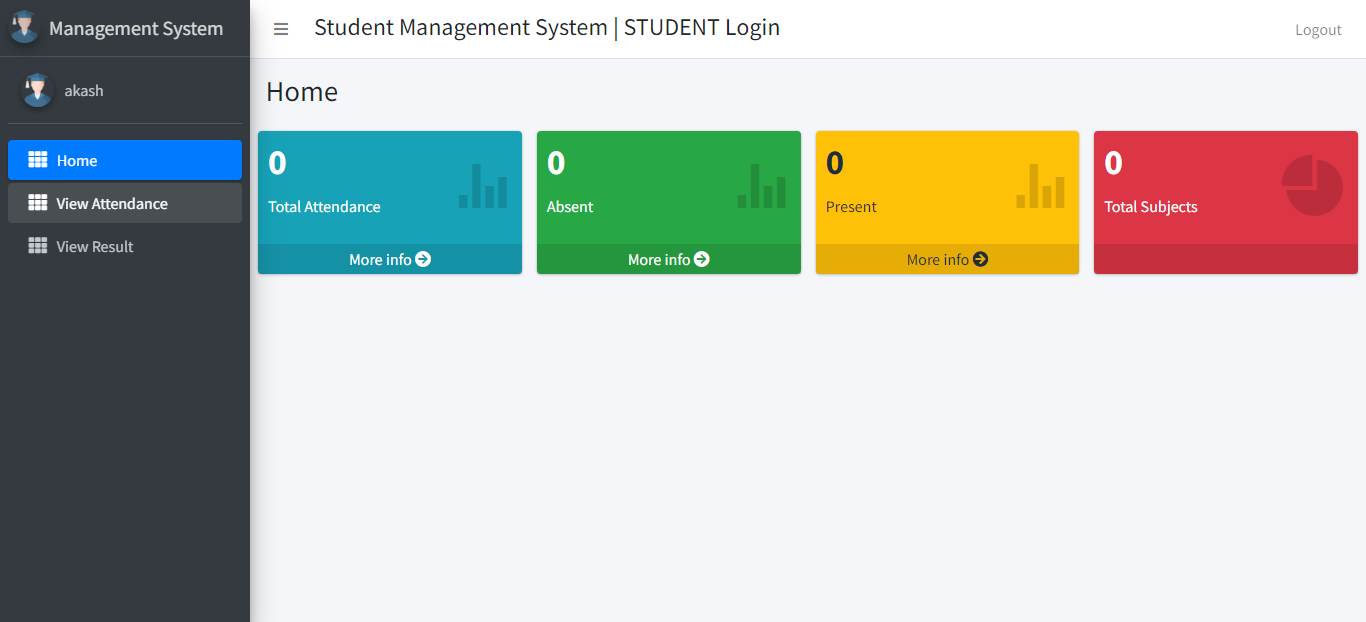 Management System
Student Management System | STUDENT Login
Logout
akash
Home
View Attendance
View Result
Home
0
Total Attendance
More info
0
Absent
More info
0
Present
More info
0
Total Subjects